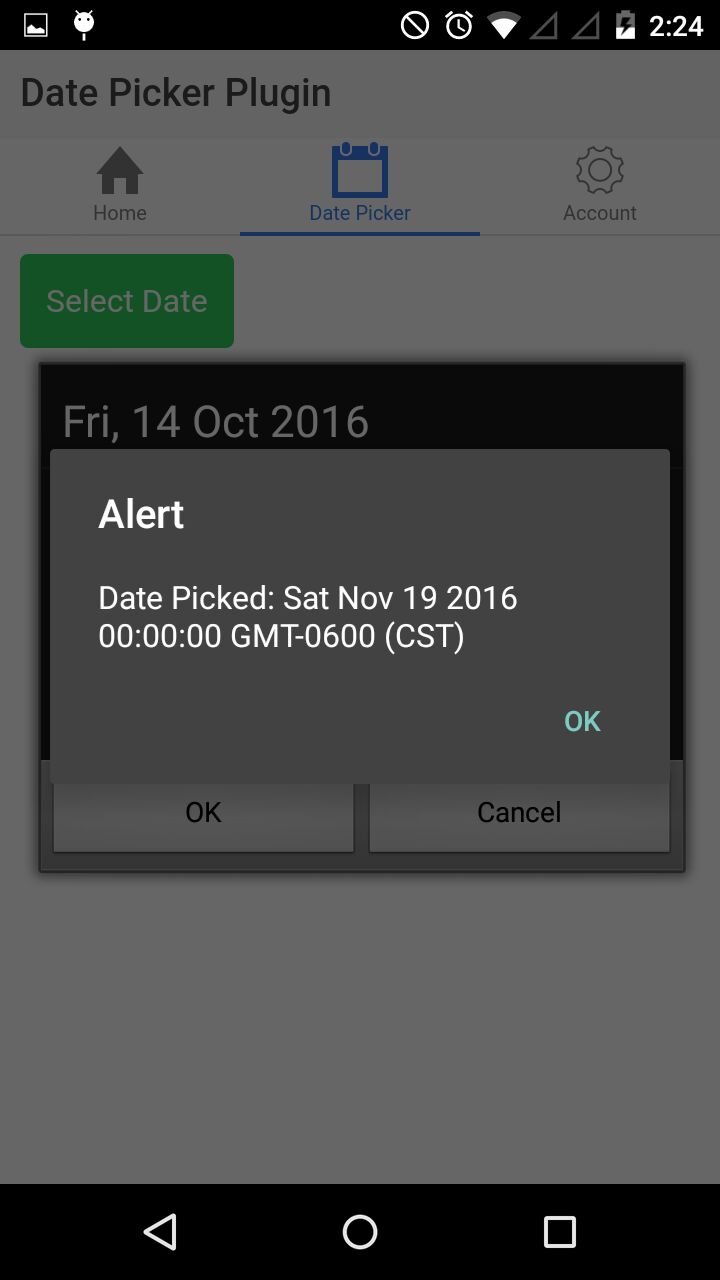 2:24
Date Picker Plugin
Home
Date Picker
Account
Select Date
Fri, 14 Oct 2016
Alert
Date Picked: Sat Nov 19 2016
00:00:00 GMT-0600 (CST)
OK
OK
Cancel